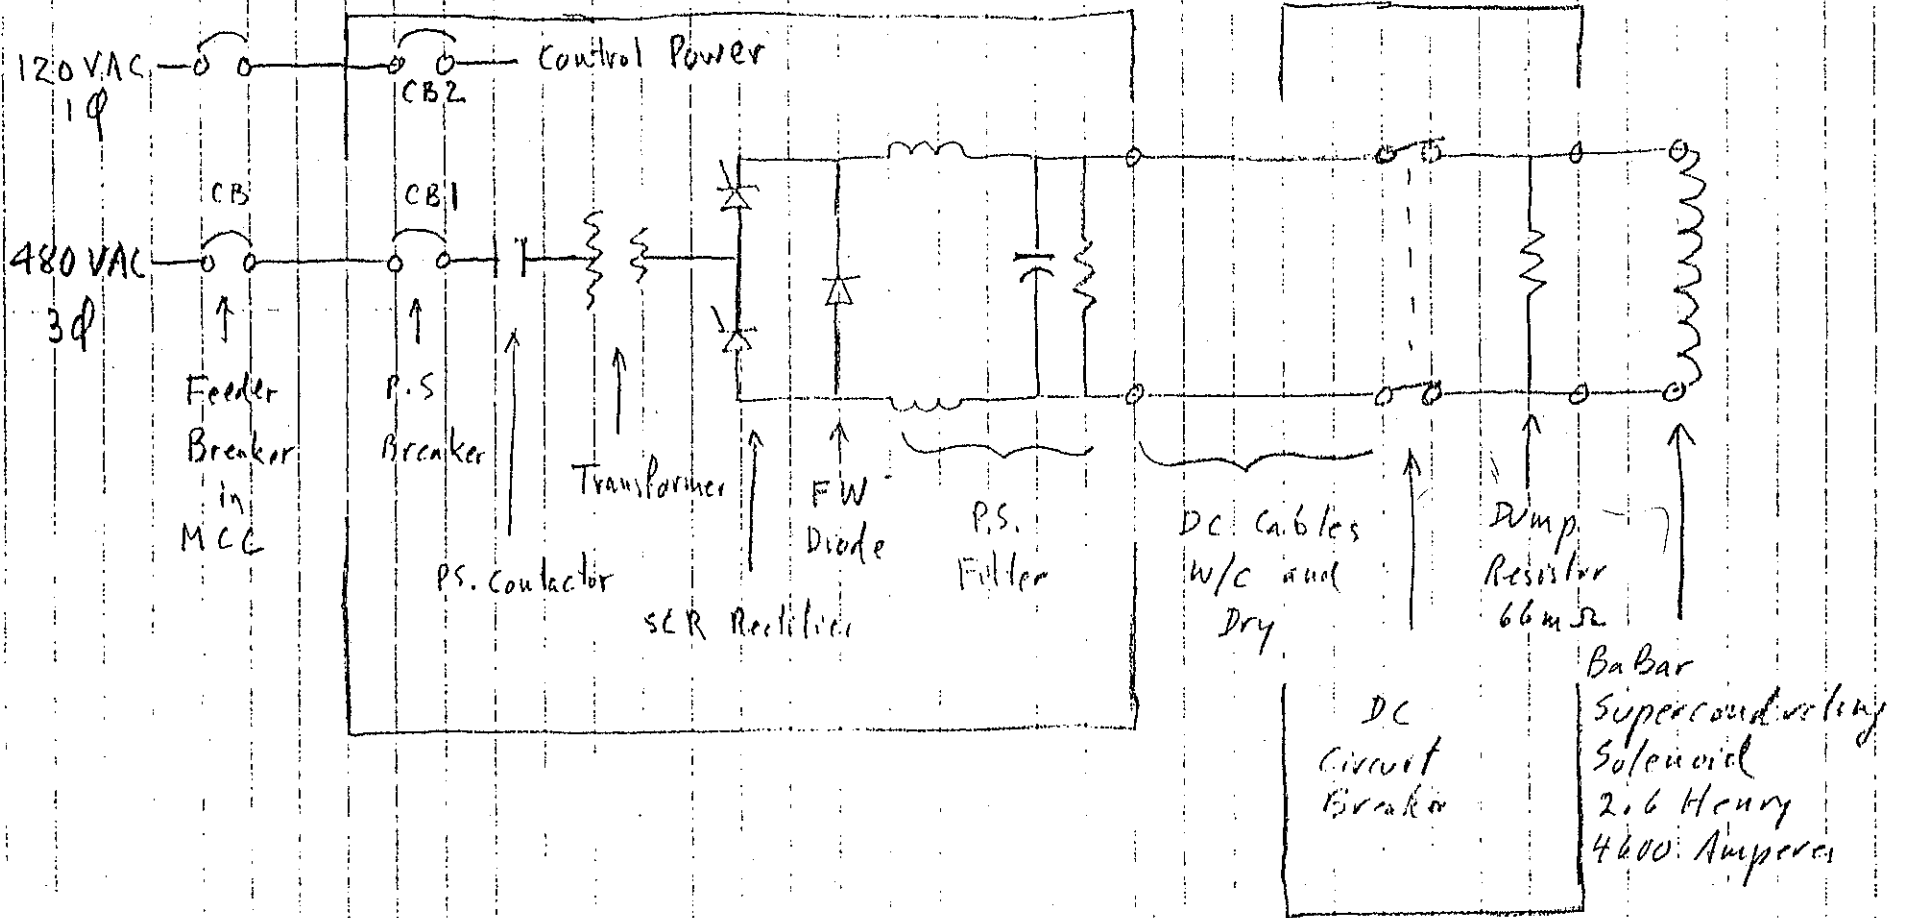 120 VAC
1φ
Control Power
CB2
CB
CB1
480 VAC
3φ
Feeder
Breaker
in
MCC
P.S
Breaker
P.S. Contactor
Transformer
SCR Rectifier
FW
Diode
P.S.
Filter
DC Cables
W/C and
Dry
DC
Circuit
Breaker
Dump
Resistor
66mΩ
BaBar
Superconducting
Solenoid
2.6 Henry
4600 Amperes